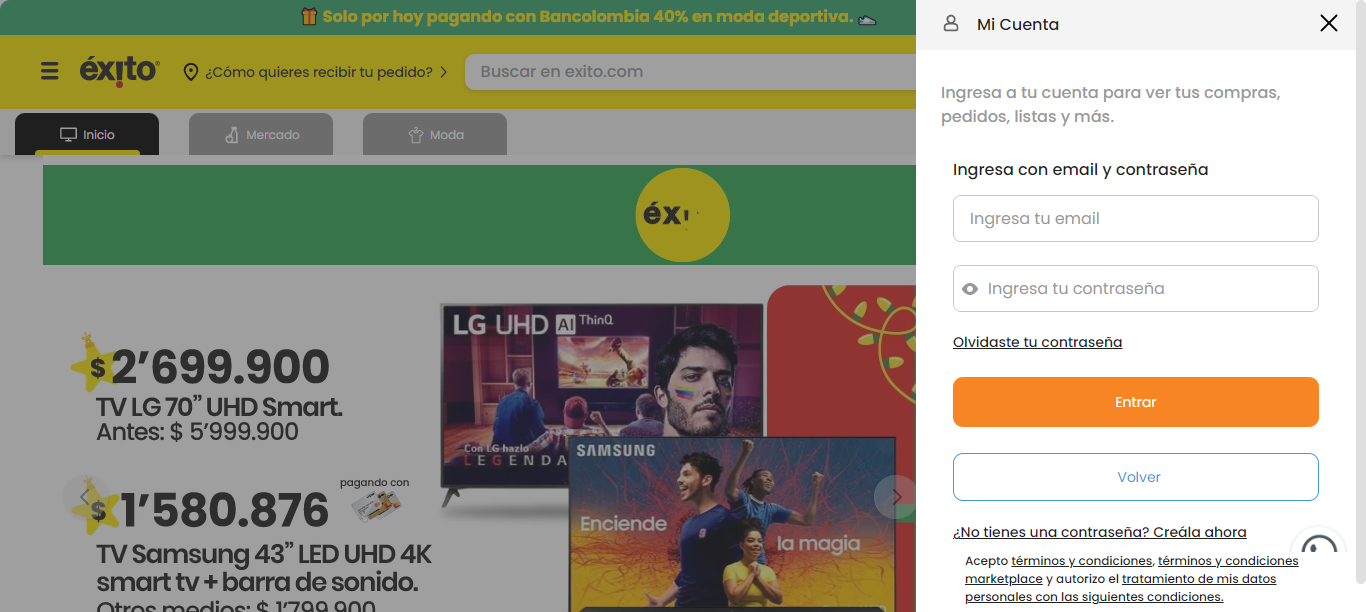 Solo por hoy pagando con Bancolombia 40% en moda deportiva.
éxito
¿Cómo quieres recibir tu pedido?
Buscar en exito.com
Inicio
Mercado
Moda
éxi
$2’699.900
TV LG 70” UHD Smart.
Antes: $ 5’999.900
$1’580.876
pagando con
TV Samsung 43” LED UHD 4K
smart tv + barra de sonido.
Otros medios: $ 1’799.900
LG UHD AI ThinQ
Con LG hazlo
LEGENDA
SAMSUNG
Enciende
la magia
Mi Cuenta
Ingresa a tu cuenta para ver tus compras,
pedidos, listas y más.
Ingresa con email y contraseña
Ingresa tu email
Ingresa tu contraseña
Olvidaste tu contraseña
Entrar
Volver
¿No tienes una contraseña? Creála ahora
Acepto términos y condiciones, términos y condiciones
marketplace y autorizo el tratamiento de mis datos
personales con las siguientes condiciones.